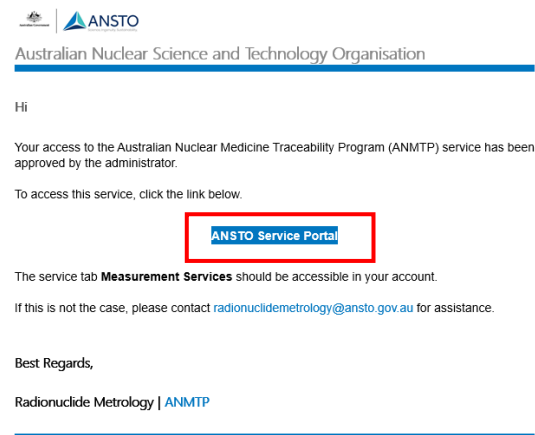 ANSTO
Australian Nuclear Science and Technology Organisation
Hi
Your access to the Australian Nuclear Medicine Traceability Program (ANMTP) service has been
approved by the administrator.
To access this service, click the link below.
ANSTO Service Portal
The service tab Measurement Services should be accessible in your account.
If this is not the case, please contact radionuclidemetrology@ansto.gov.au for assistance.
Best Regards,
Radionuclide Metrology | ANMTP